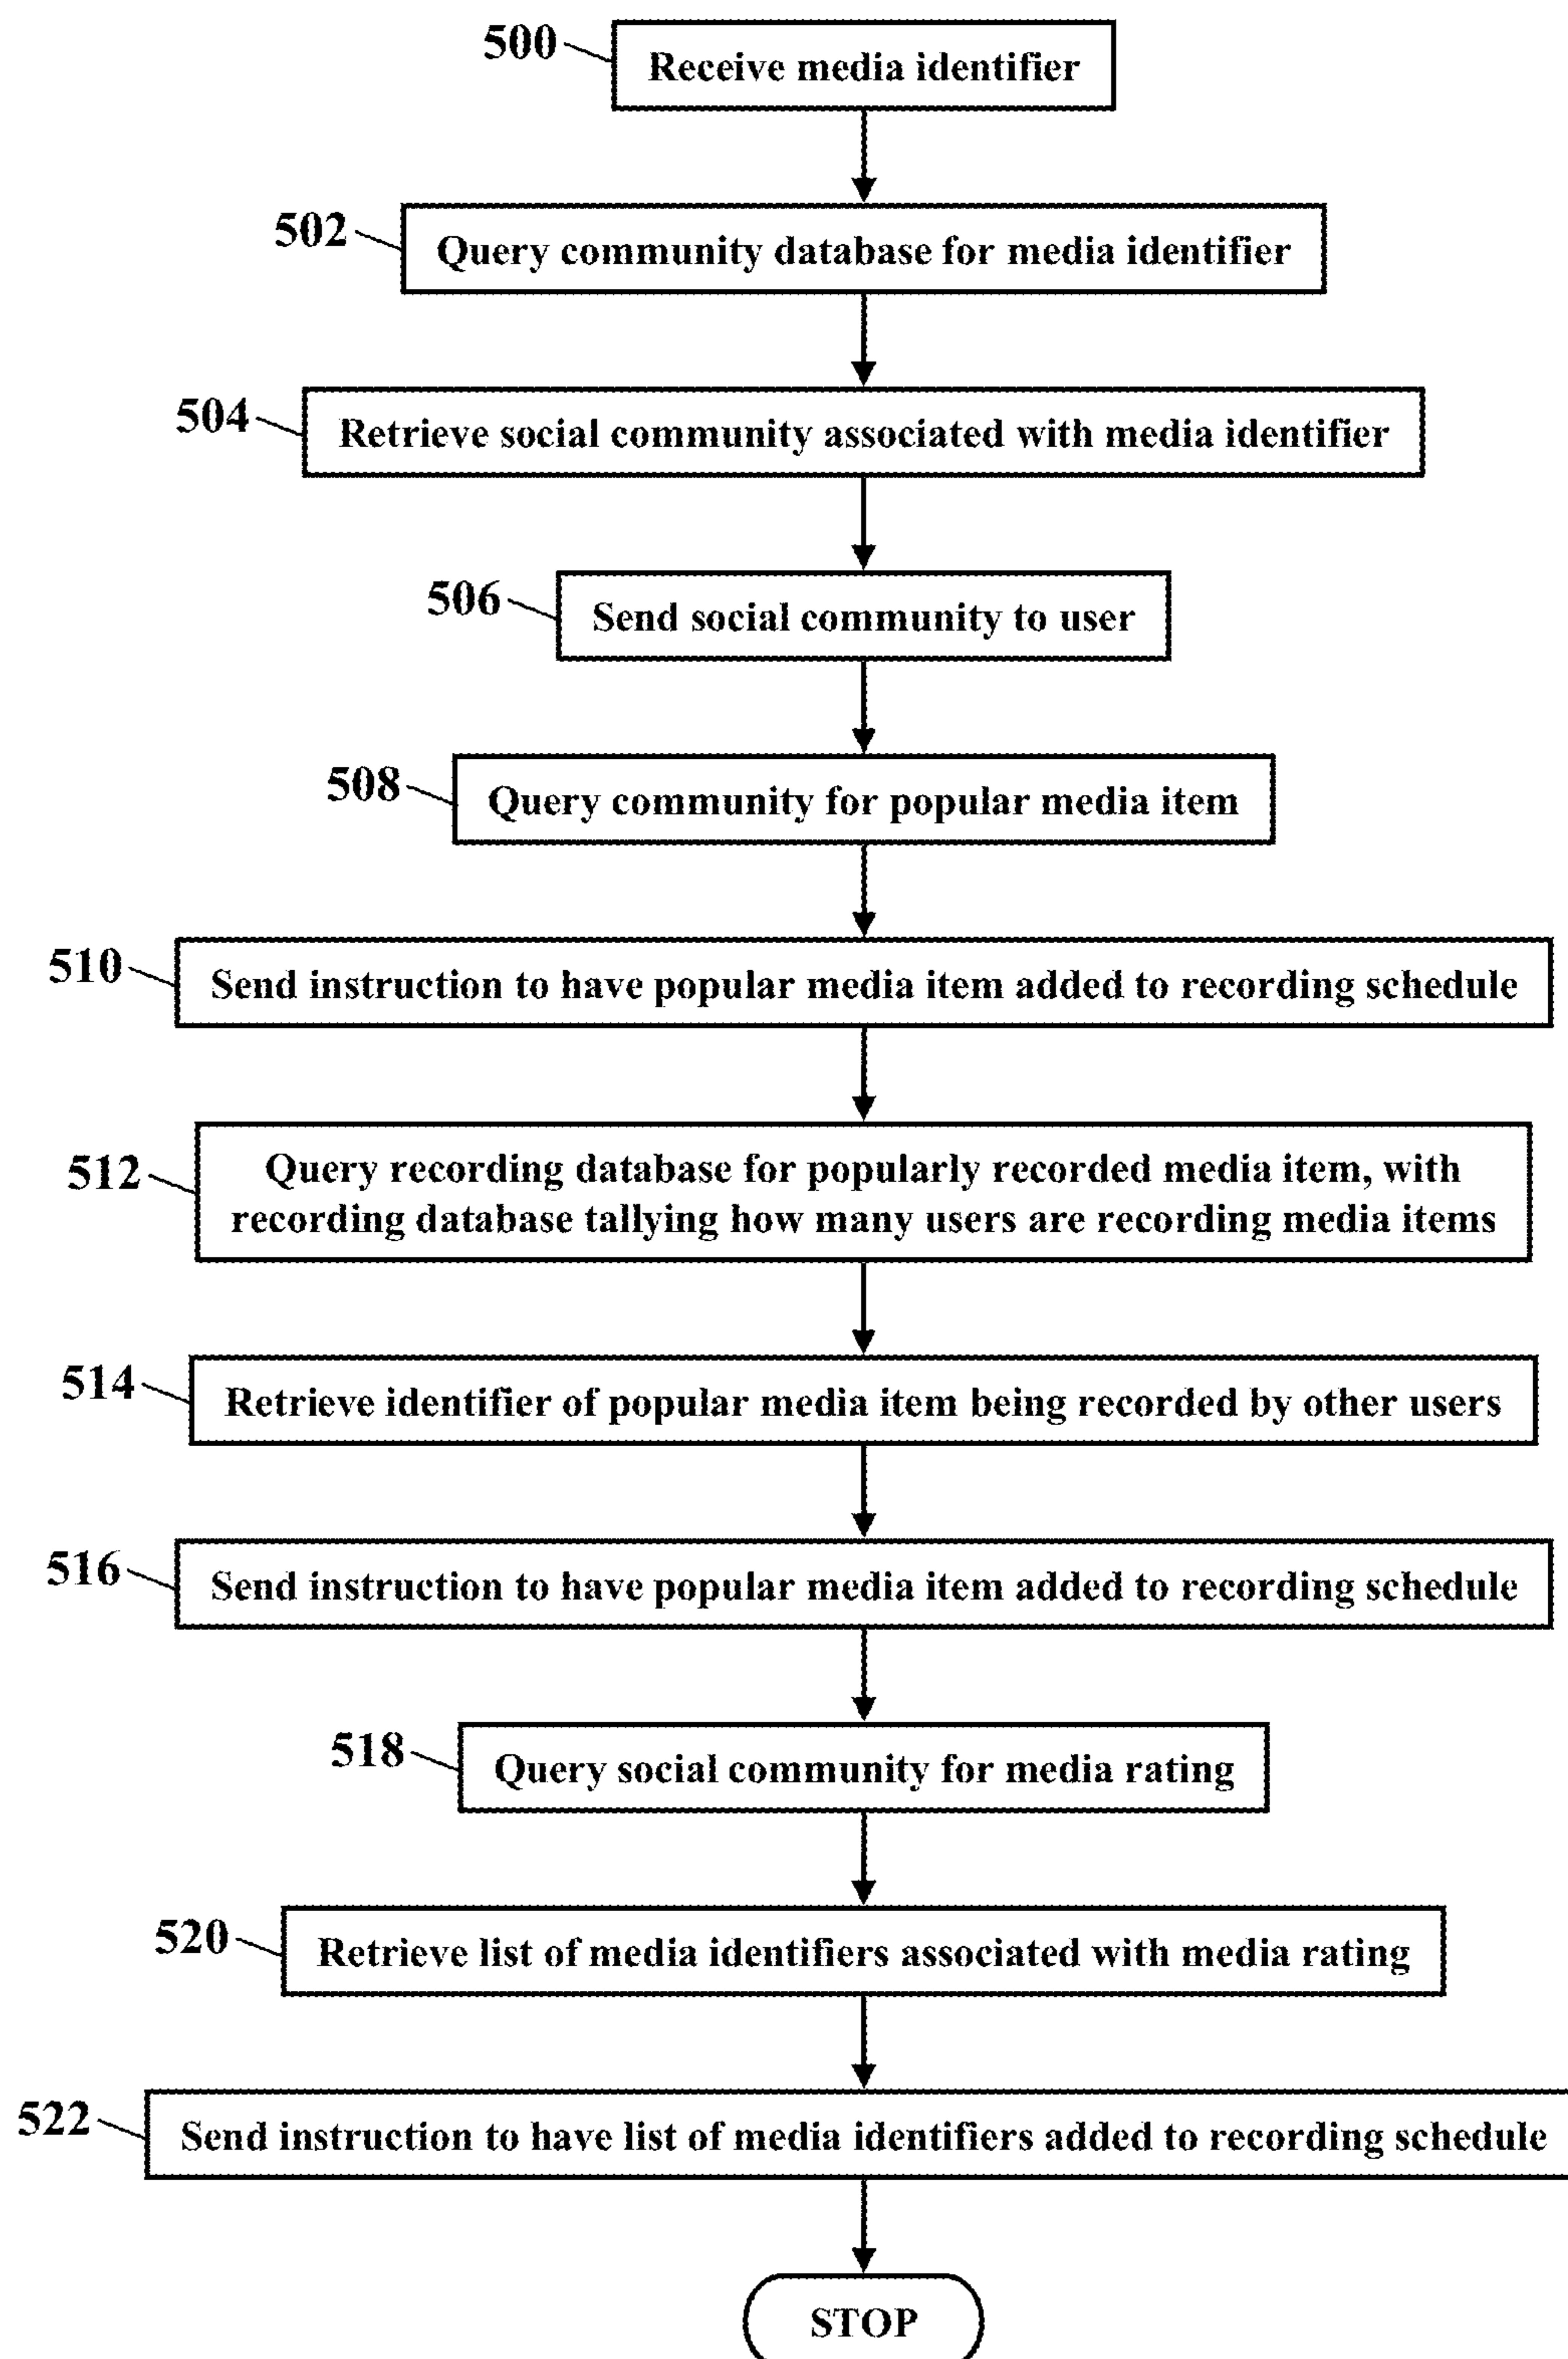 500
Receive media identifier
502
Query community database for media identifier
504
Retrieve social community associated with media identifier
506
Send social community to user
508
Query community for popular media item
510
Send instruction to have popular media item added to recording schedule
512
Query recording database for popularly recorded media item, with
recording database tallying how many users are recording media items
514
Retrieve identifier of popular media item being recorded by other users
516
Send instruction to have popular media item added to recording schedule
518
Query social community for media rating
520
Retrieve list of media identifiers associated with media rating
522
Send instruction to have list of media identifiers added to recording schedule
STOP